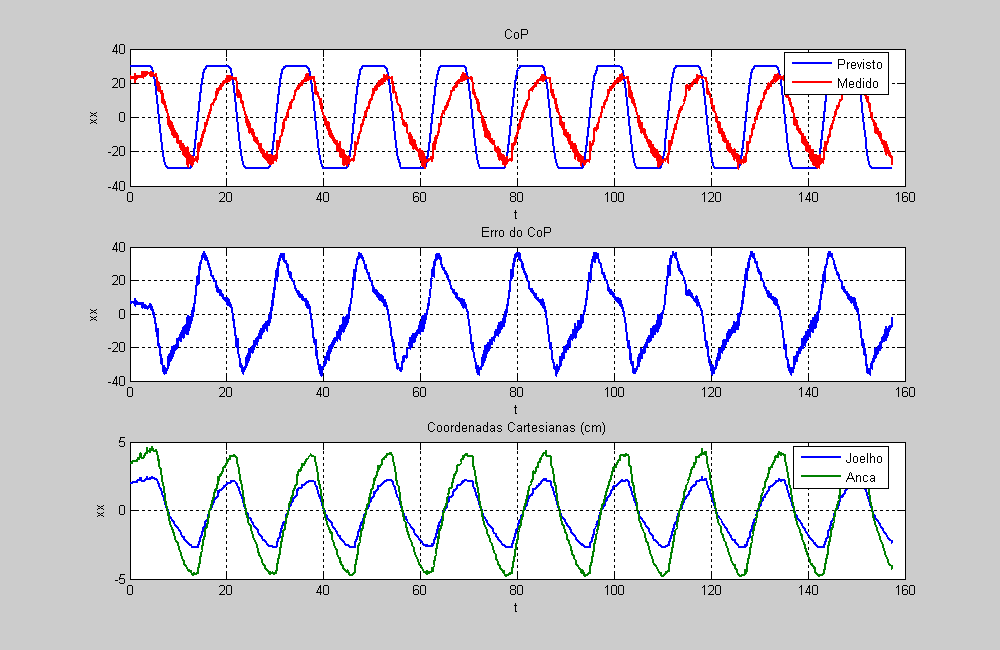 CoP
40
20
0
-20
-40
xx
Previsto
Medido
0 20 40 60 80 100 120 140 160
t
Erro do CoP
40
20
0
-20
-40
xx
0 20 40 60 80 100 120 140 160
t
Coordenadas Cartesianas (cm)
5
0
-5
xx
Joelho
Anca
0 20 40 60 80 100 120 140 160
t